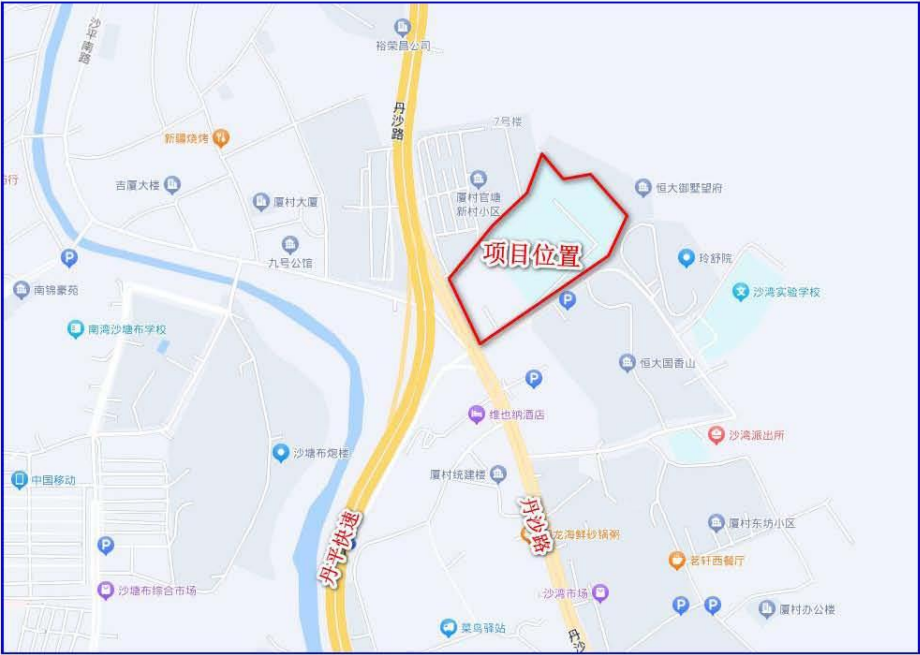 沙平南路
裕荣昌公司
丹沙路
7号楼
新疆烧烤
行
吉厦大楼
厦村官塘
新村小区
恒大御墅望府
厦村大厦
九号公馆
项目位置
玲舒院
P
南锦豪苑
沙湾实验学校
P
南湾沙塘布学校
恒大国香山
P
维也纳酒店
沙湾派出所
沙塘布炮楼
厦村统建楼
中国移动
丹沙路
厦村东坊小区
龙海鲜砂锅粥
丹平快速
P
茗轩西餐厅
沙塘布综合市场
沙湾市场
P
P
厦村办公楼
菜鸟驿站
丹沙